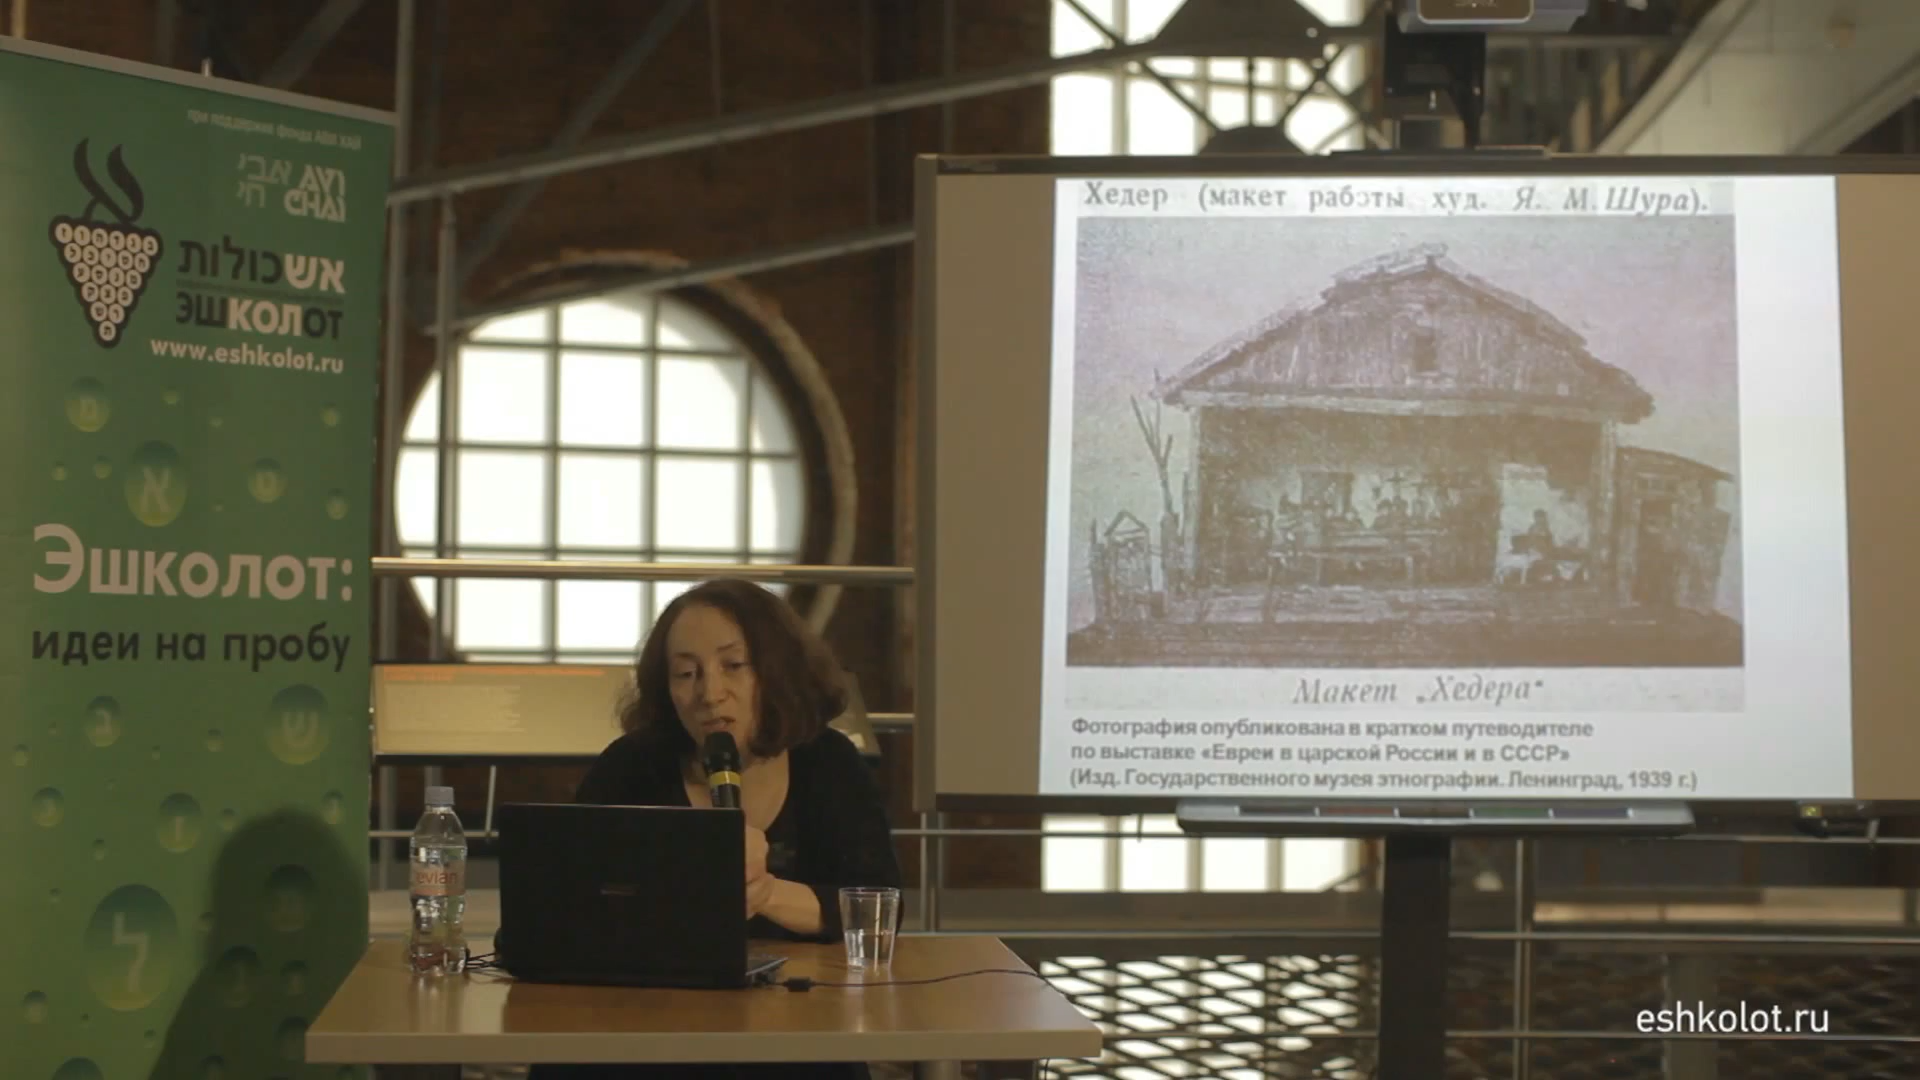 при поддержке фонда АВИ ХАЙ
אבי חי
AVI CHAI
אשכולות
ЭШКОЛОТ
www.eshkolot.ru
Эшколот:
идеи на пробу
א
ש
ל
evian
Хедер (макет работы худ. Я. М. Шура).
Макет „Хедера“
Фотография опубликована в кратком путеводителе
по выставке «Евреи в царской России и в СССР»
(Изд. Государственного музея этнографии. Ленинград, 1939 г.)
eshkolot.ru